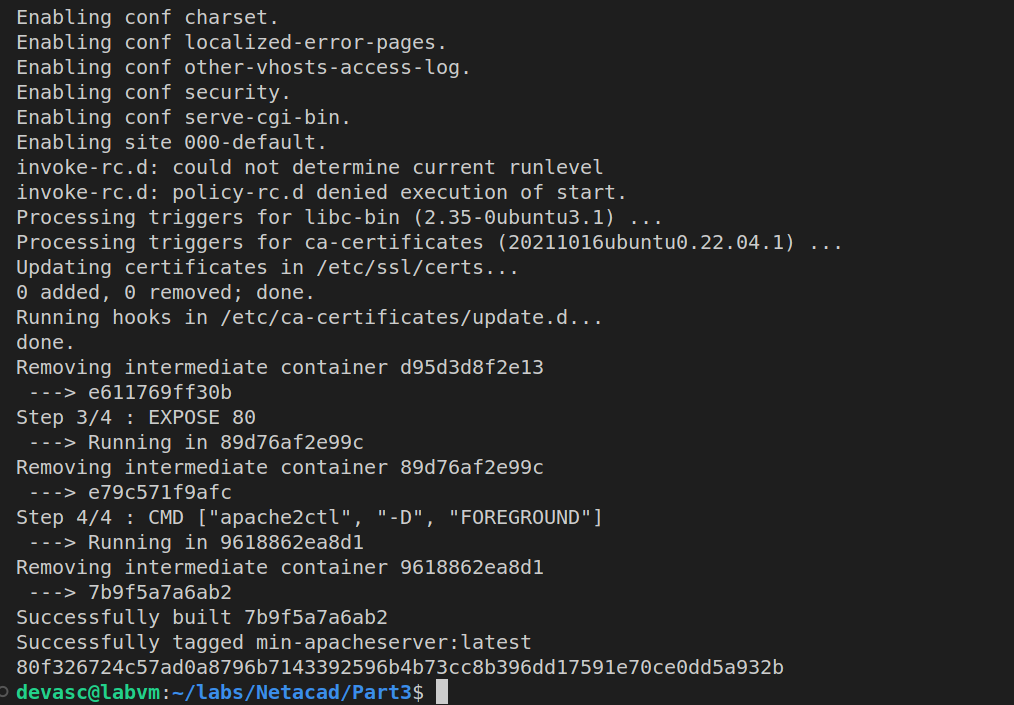 Enabling conf charset.
Enabling conf localized-error-pages.
Enabling conf other-vhosts-access-log.
Enabling conf security.
Enabling conf serve-cgi-bin.
Enabling site 000-default.
invoke-rc.d: could not determine current runlevel
invoke-rc.d: policy-rc.d denied execution of start.
Processing triggers for libc-bin (2.35-0ubuntu3.1) ...
Processing triggers for ca-certificates (20211016ubuntu0.22.04.1) ...
Updating certificates in /etc/ssl/certs...
0 added, 0 removed; done.
Running hooks in /etc/ca-certificates/update.d...
done.
Removing intermediate container d95d3d8f2e13
 ---> e611769ff30b
Step 3/4 : EXPOSE 80
 ---> Running in 89d76af2e99c
Removing intermediate container 89d76af2e99c
 ---> e79c571f9afc
Step 4/4 : CMD ["apache2ctl", "-D", "FOREGROUND"]
 ---> Running in 9618862ea8d1
Removing intermediate container 9618862ea8d1
 ---> 7b9f5a7a6ab2
Successfully built 7b9f5a7a6ab2
Successfully tagged min-apacheserver:latest
80f326724c57ad0a8796b7143392596b4b73cc8b396dd17591e70ce0dd5a932b
devasc@labvm:~/labs/Netacad/Part3$